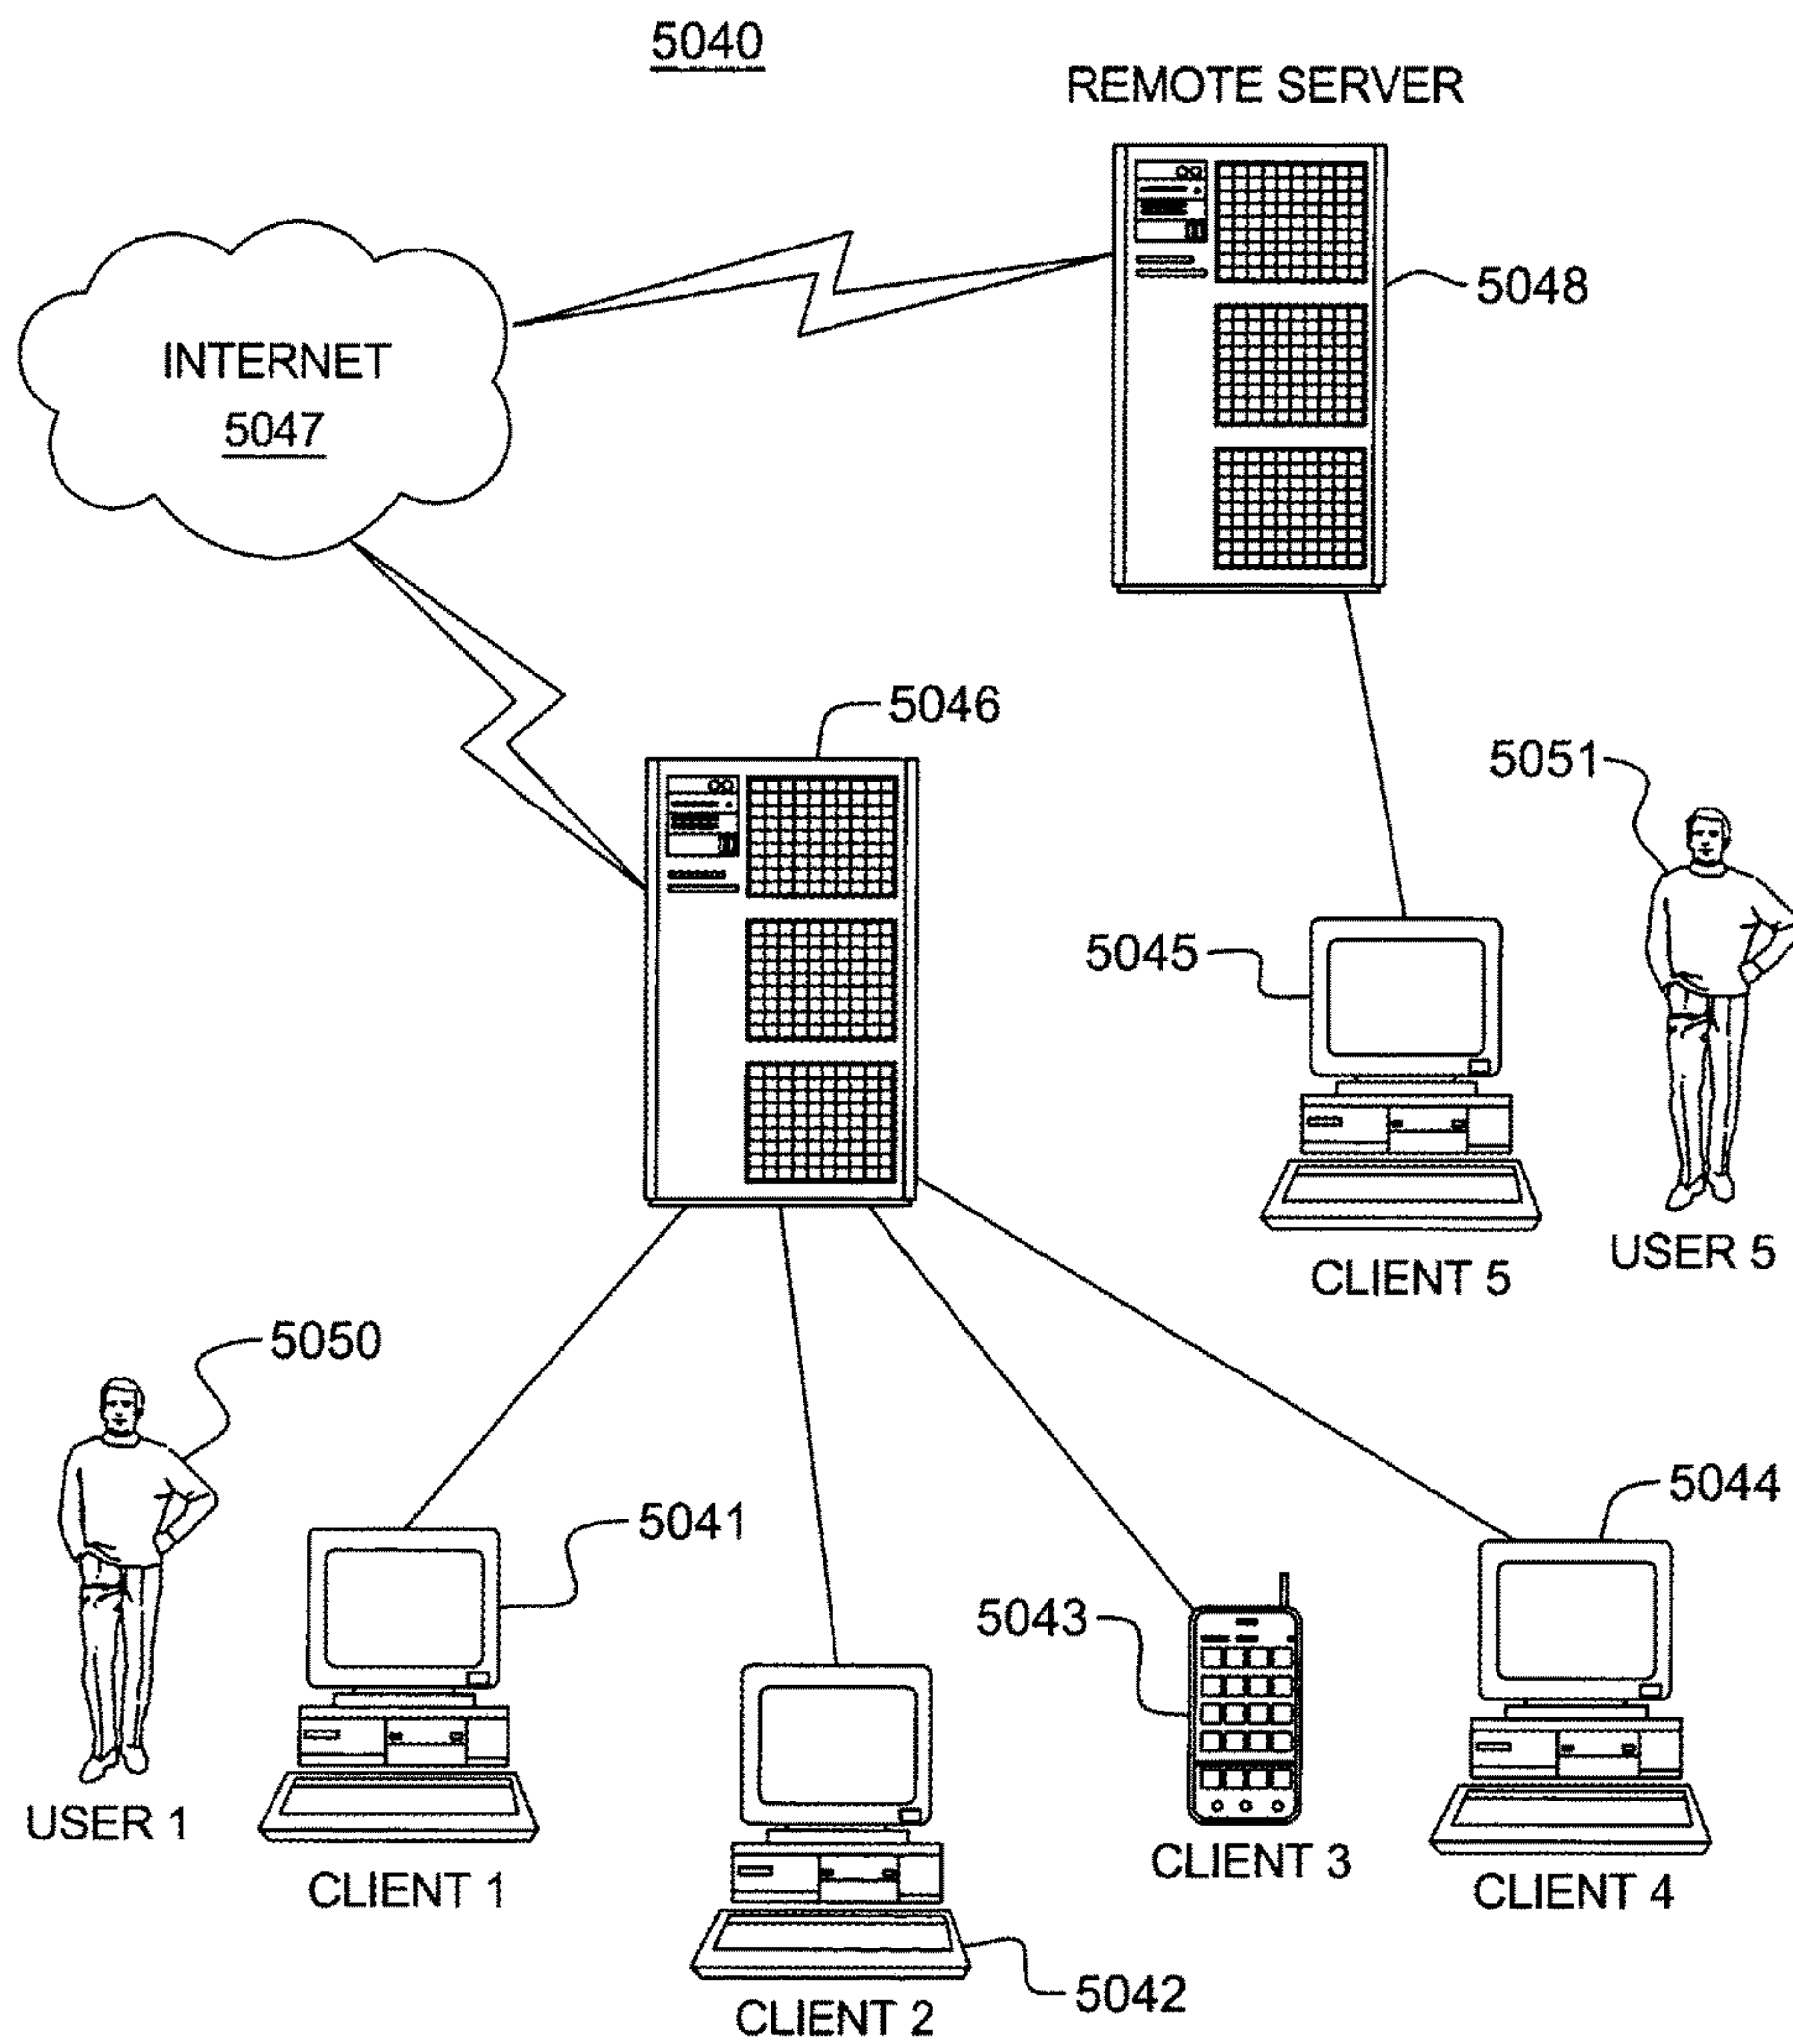 5040
REMOTE SERVER
5048
INTERNET
5047
5046
5051
5045
CLIENT 5
USER 5
5050
5041
5044
5043
USER 1
CLIENT 1
CLIENT 3
CLIENT 4
5042
CLIENT 2